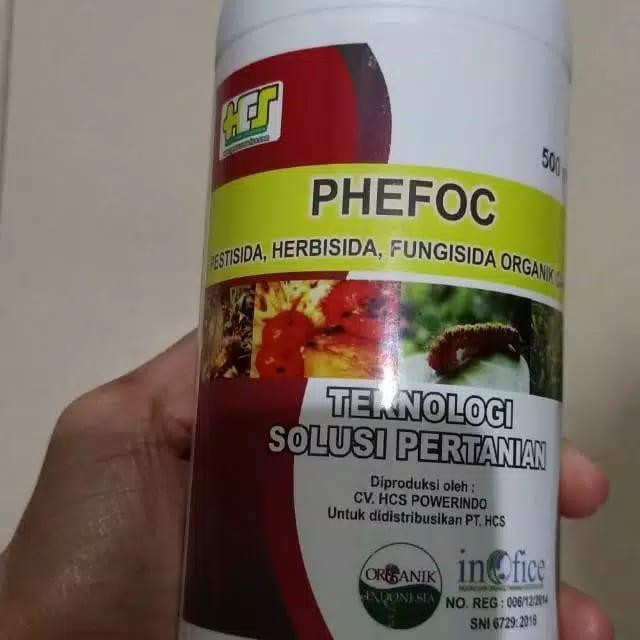 HCS
500
PHEFOC
PESTISIDA, HERBISIDA, FUNGISIDA ORGANIK
TEKNOLOGI
SOLUSI PERTANIAN
Diproduksi oleh :
CV. HCS POWERINDO
Untuk didistribusikan PT. HCS
ORGANIK
INDONESIA
inOfice
NO. REG : 006/12/2014
SNI 6729:2016